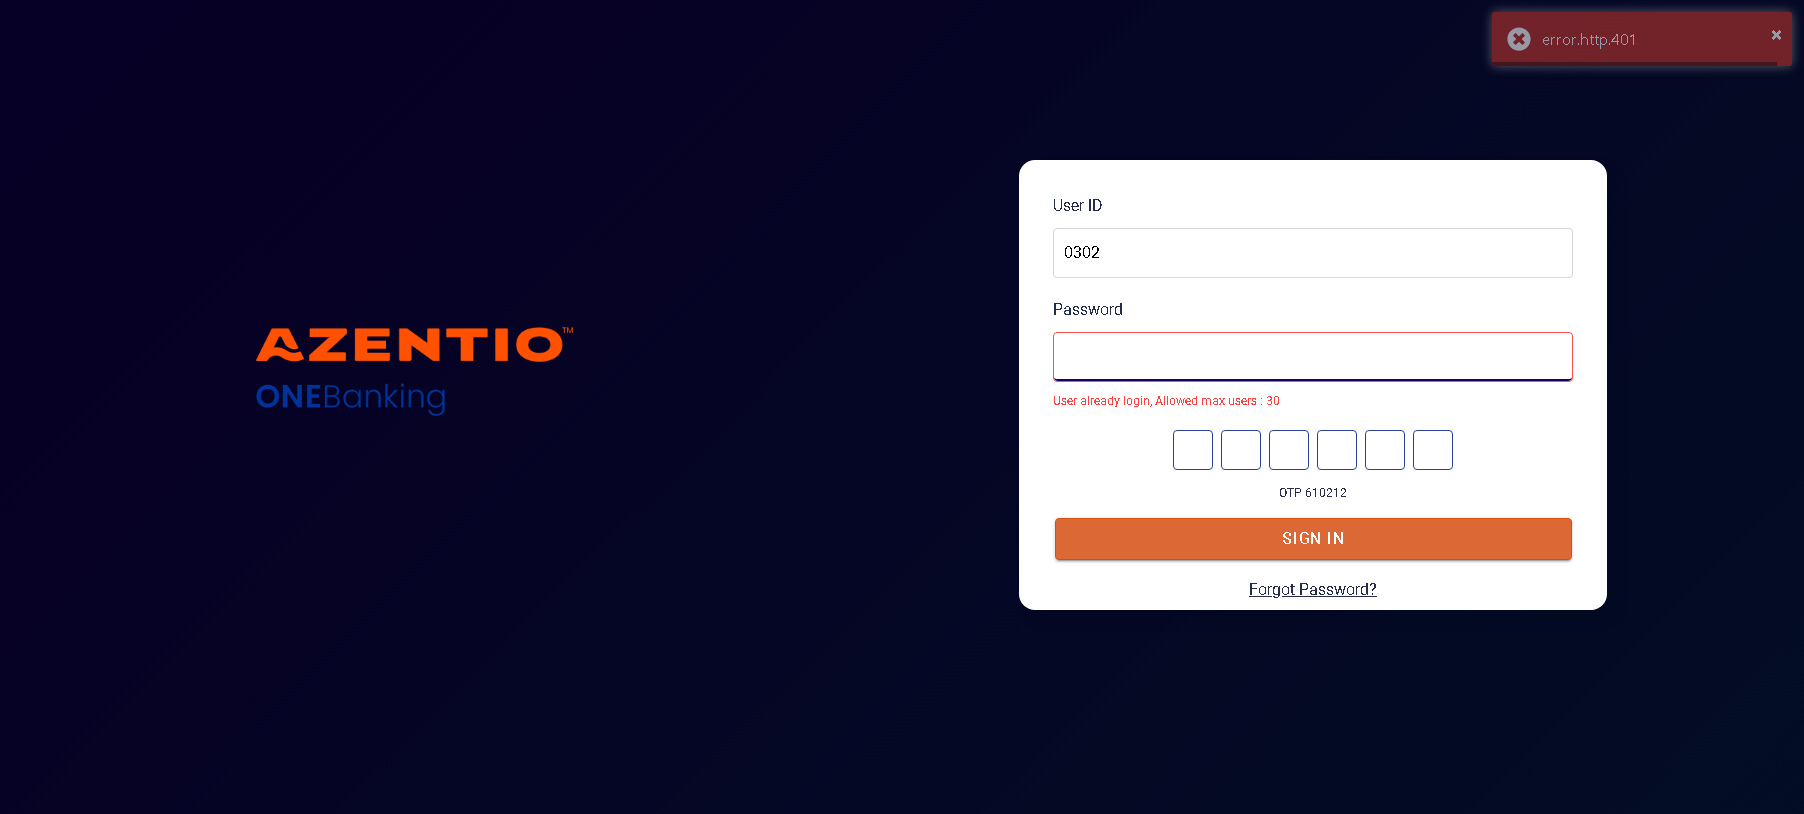 error.http.401
×
User ID
0302
Password
User already login, Allowed max users : 30
OTP 610212
SIGN IN
Forgot Password?
AZENTIO™
ONEBanking